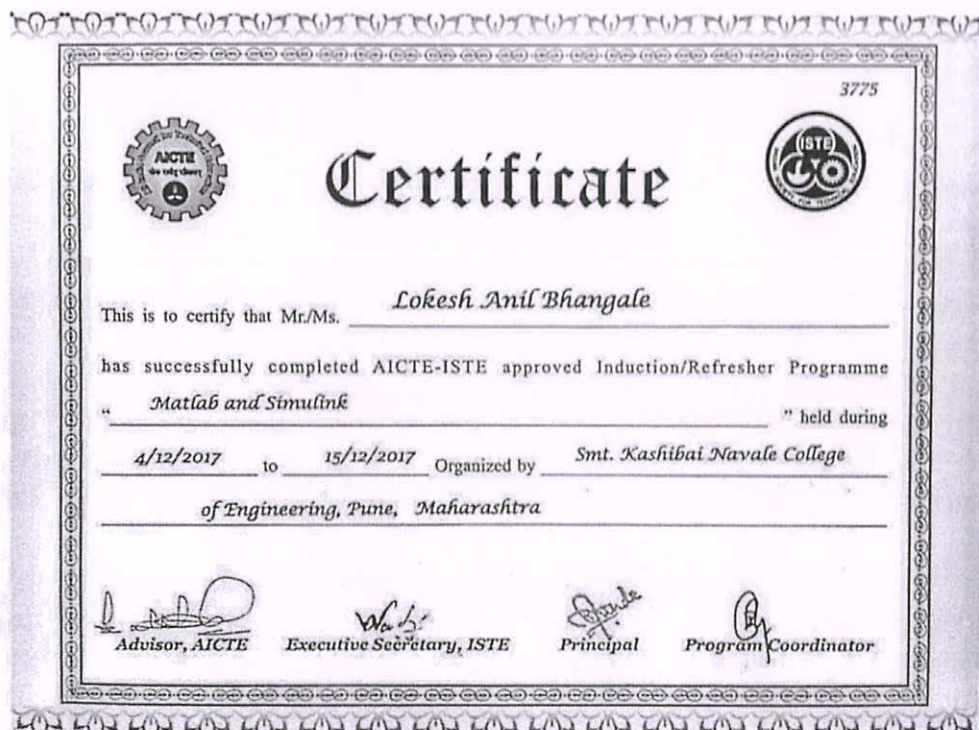 3775
AICTE
ISTE
Certificate
Lokesh Anil Bhangale
This is to certify that Mr./Ms.
has successfully completed AICTE-ISTE approved Induction/Refresher Programme
“ Matlab and Simulink ” held during
4/12/2017 to 15/12/2017 Organized by Smt. Kashibai Navale College
of Engineering, Pune, Maharashtra
Advisor, AICTE Executive Secretary, ISTE Principal Program Coordinator